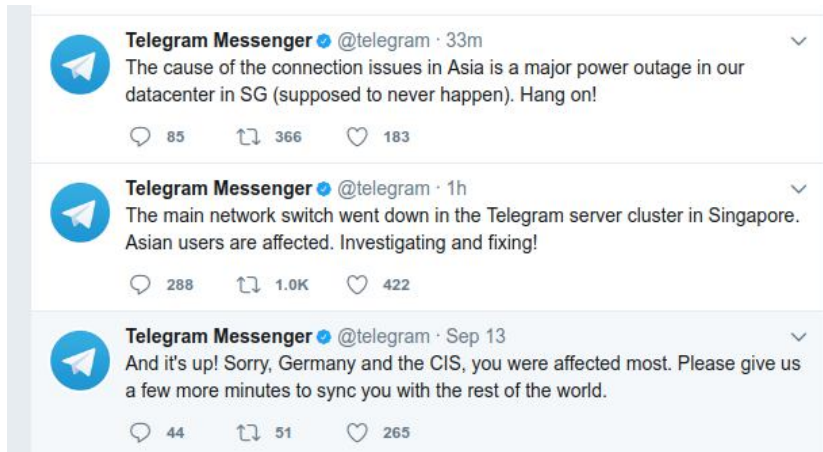 Telegram Messenger @telegram · 33m
The cause of the connection issues in Asia is a major power outage in our
datacenter in SG (supposed to never happen). Hang on!
85 366 183
Telegram Messenger @telegram · 1h
The main network switch went down in the Telegram server cluster in Singapore.
Asian users are affected. Investigating and fixing!
288 1.0K 422
Telegram Messenger @telegram · Sep 13
And it's up! Sorry, Germany and the CIS, you were affected most. Please give us
a few more minutes to sync you with the rest of the world.
44 51 265